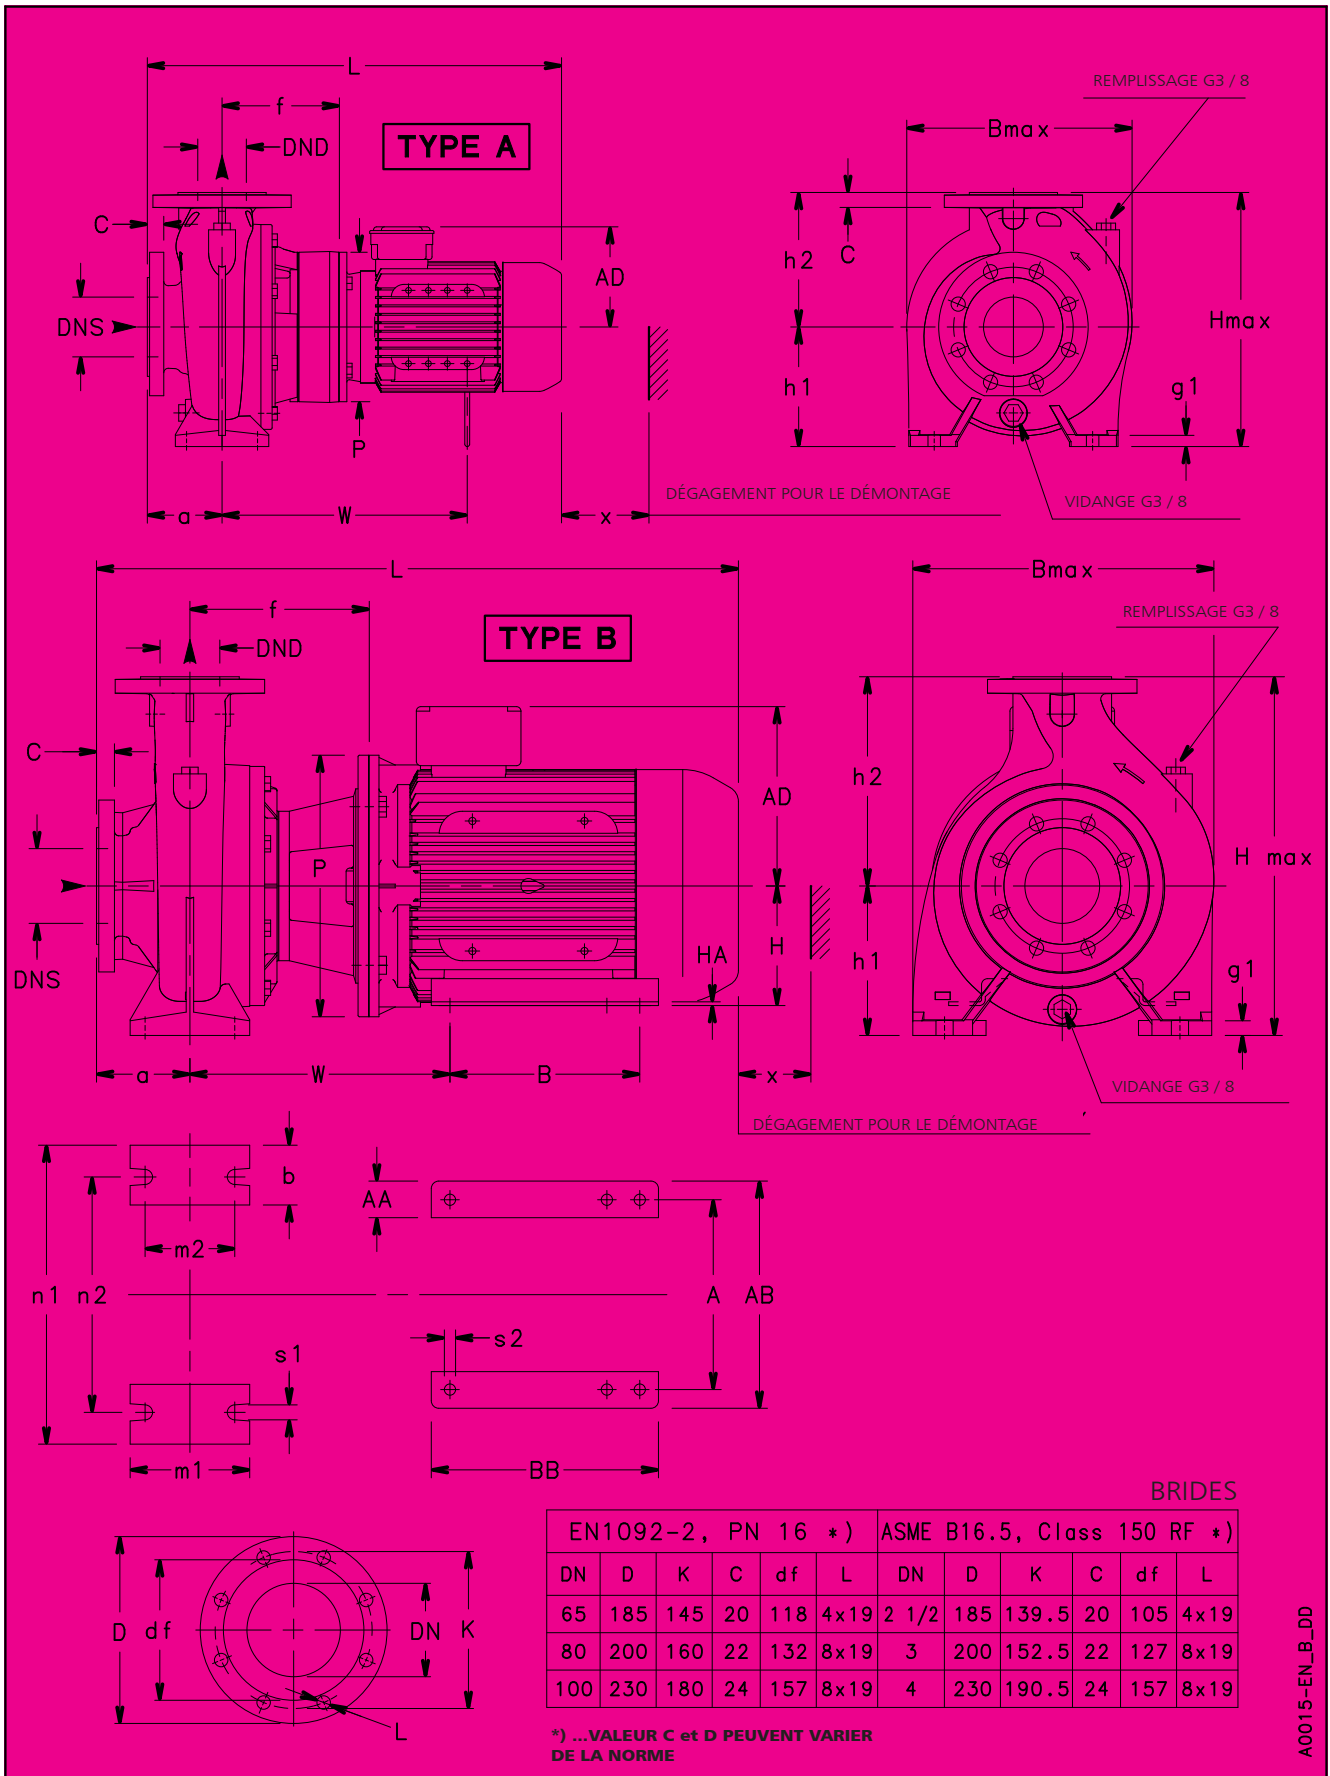 L
f
DND
TYPE A
C
AD
DNS
P
a
W
x
DÉGAGEMENT POUR LE DÉMONTAGE
REMPLISSAGE G3 / 8
Bmax
h2
C
Hmax
h1
g1
VIDANGE G3 / 8
L
f
DND
TYPE B
C
AD
P
HA
H
DNS
a
W
B
x
DÉGAGEMENT POUR LE DÉMONTAGE
Bmax
REMPLISSAGE G3 / 8
h2
H max
h1
g1
VIDANGE G3 / 8
b
AA
m2
n1
n2
A
AB
s2
s1
m1
BB
D
df
DN
K
L
BRIDES
EN1092-2, PN 16 *) ASME B16.5, Class 150 RF *)
DN D K C df L DN D K C df L
65 185 145 20 118 4x19 2 1/2 185 139.5 20 105 4x19
80 200 160 22 132 8x19 3 200 152.5 22 127 8x19
100 230 180 24 157 8x19 4 230 190.5 24 157 8x19
*) ...VALEUR C et D PEUVENT VARIER
DE LA NORME
A0015-EN_B_DD